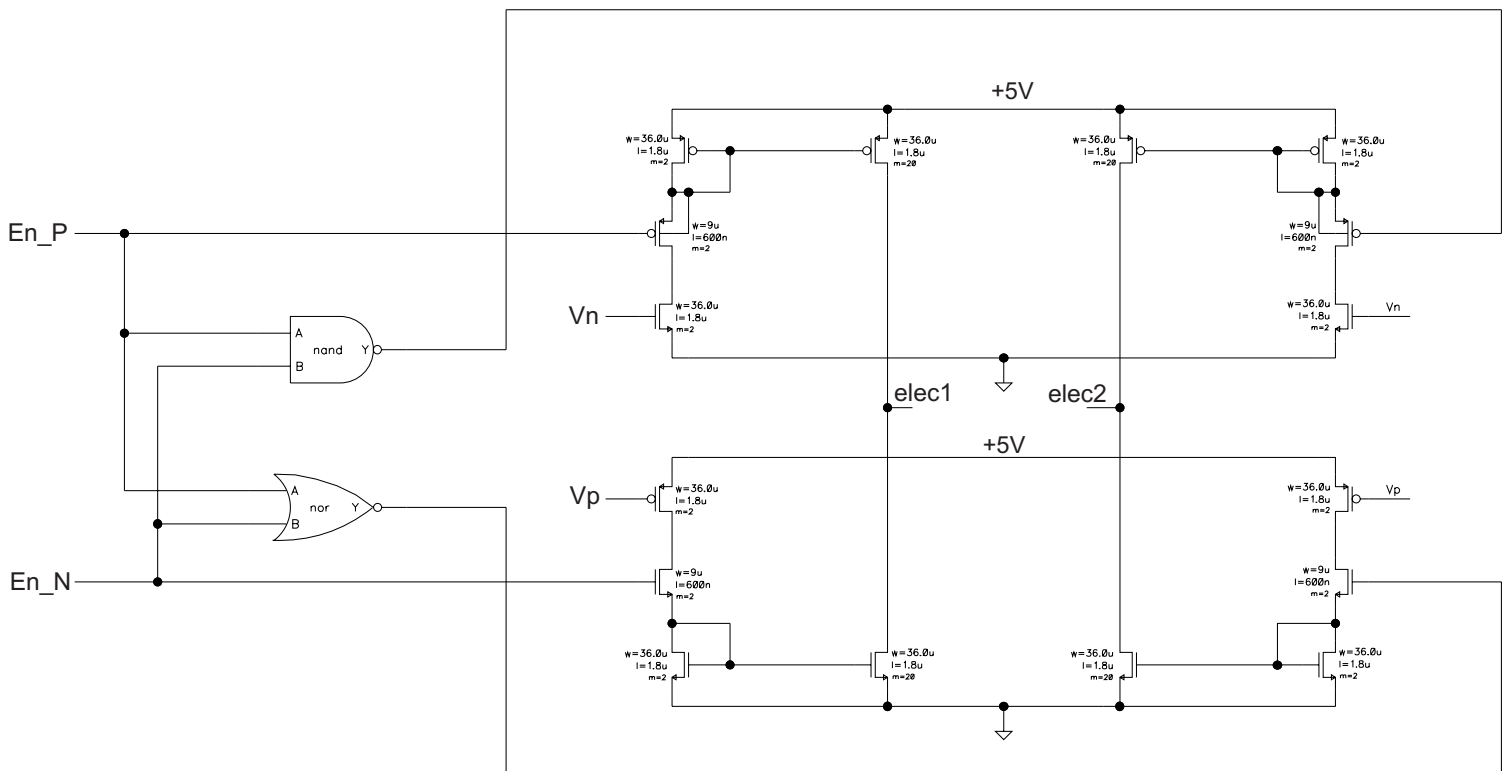 +5V
w=36.0u
l=1.8u
m=2
w=36.0u
l=1.8u
m=20
w=36.0u
l=1.8u
m=20
w=36.0u
l=1.8u
m=2
En_P
w=9u
l=600n
m=2
w=9u
l=600n
m=2
Vn
w=36.0u
l=1.8u
m=2
w=36.0u
l=1.8u
m=2
Vn
A
nand
Y
B
elec1
elec2
+5V
Vp
w=36.0u
l=1.8u
m=2
w=36.0u
l=1.8u
m=2
Vp
A
nor
Y
B
En_N
w=9u
l=600n
m=2
w=9u
l=600n
m=2
w=36.0u
l=1.8u
m=2
w=36.0u
l=1.8u
m=20
w=36.0u
l=1.8u
m=20
w=36.0u
l=1.8u
m=2